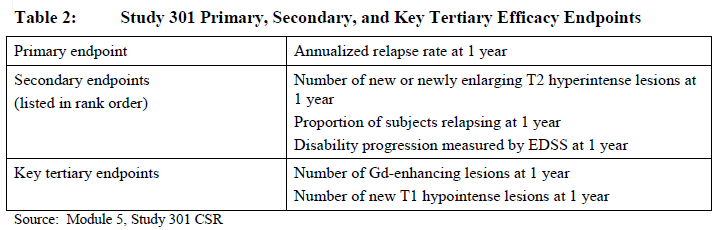 Table 2: Study 301 Primary, Secondary, and Key Tertiary Efficacy Endpoints
Primary endpoint
Annualized relapse rate at 1 year
Secondary endpoints
(listed in rank order)
Number of new or newly enlarging T2 hyperintense lesions at
1 year
Proportion of subjects relapsing at 1 year
Disability progression measured by EDSS at 1 year
Key tertiary endpoints
Number of Gd-enhancing lesions at 1 year
Number of new T1 hypointense lesions at 1 year
Source: Module 5, Study 301 CSR